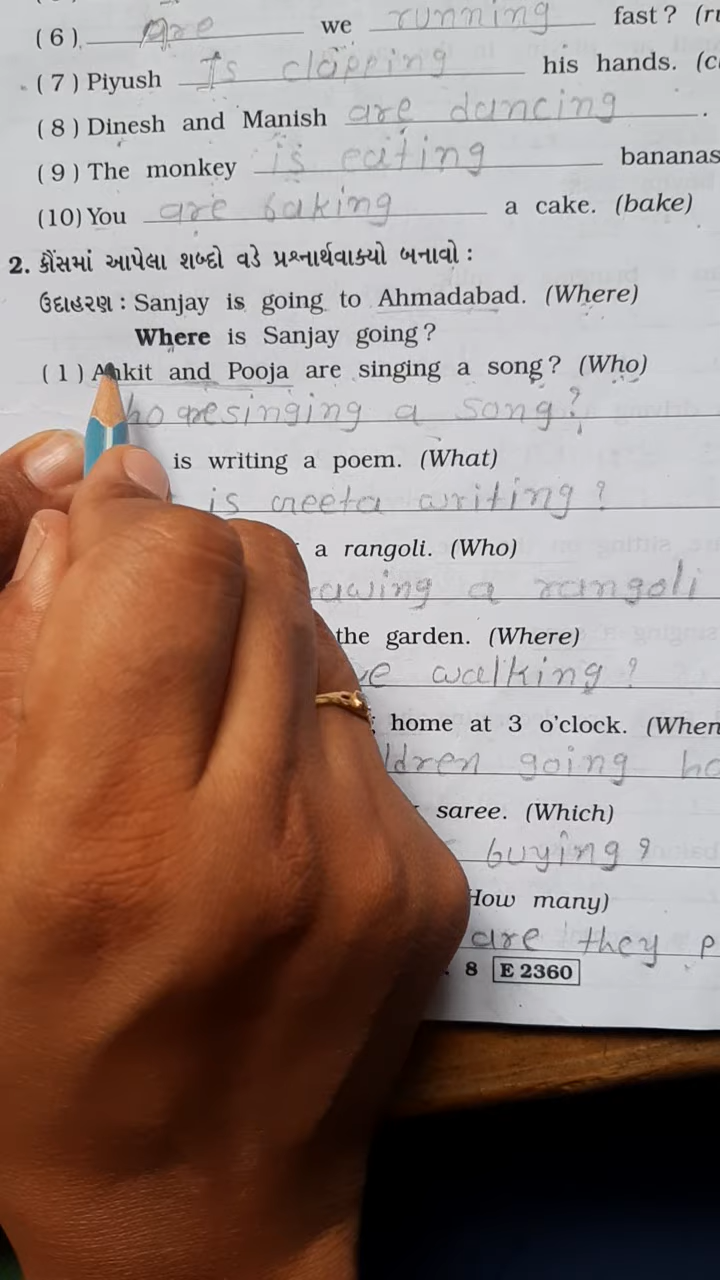 (6) are we running fast?
(7) Piyush Is clapping his hands.
(8) Dinesh and Manish are dancing.
(9) The monkey is eating bananas
(10) You are baking a cake. (bake)
2. કૌંસમાં આપેલા શબ્દો વડે પ્રશ્નાર્થવાક્યો બનાવો :
ઉદાહરણ : Sanjay is going to Ahmadabad. (Where)
Where is Sanjay going?
(1) Ankit and Pooja are singing a song? (Who)
are singing a song?
is writing a poem. (What)
is creeta writing?
a rangoli. (Who)
a rangoli
the garden. (Where)
walking?
home at 3 o'clock. (When
going
saree. (Which)
buying?
How many)
are they p
8 E 2360